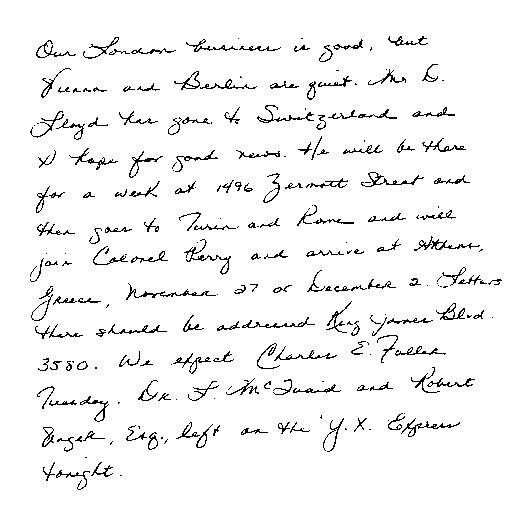 Our London business is good, but
Vienna and Berlin are quiet. Mr. D.
Lloyd has gone to Switzerland and
I hope for good news. He will be there
for a week at 1496 Zermott Street and
then goes to Turin and Rome and will
join Colonel Perry and arrive at Athens,
Greece, November 27 or December 2. Letters
there should be addressed King James Blvd.
3580. We expect Charles E. Fuller
Tuesday. Dr. L. McQuaid and Robert
Unger, Esq., left on the 'Y.X. Express
tonight.